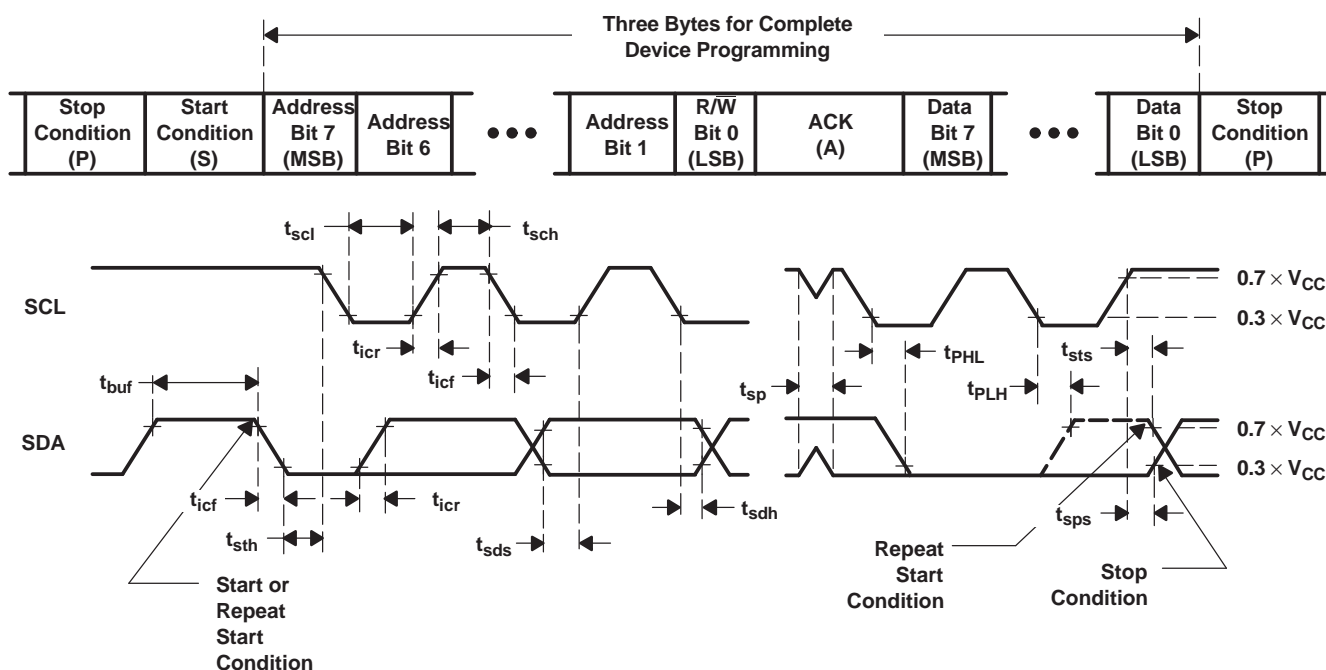 Three Bytes for Complete
Device Programming
Stop
Condition
(P)
Start
Condition
(S)
Address
Bit 7
(MSB)
Address
Bit 6
•••
Address
Bit 1
R/W̅
Bit 0
(LSB)
ACK
(A)
Data
Bit 7
(MSB)
•••
Data
Bit 0
(LSB)
Stop
Condition
(P)
tscl
tsch
SCL
0.7 × VCC
0.3 × VCC
ticr
ticf
tPHL
tsts
tbuf
tsp
tPLH
SDA
0.7 × VCC
0.3 × VCC
ticf
ticr
tsdh
tsps
tsth
tsds
Start or
Repeat
Start
Condition
Repeat
Start
Condition
Stop
Condition